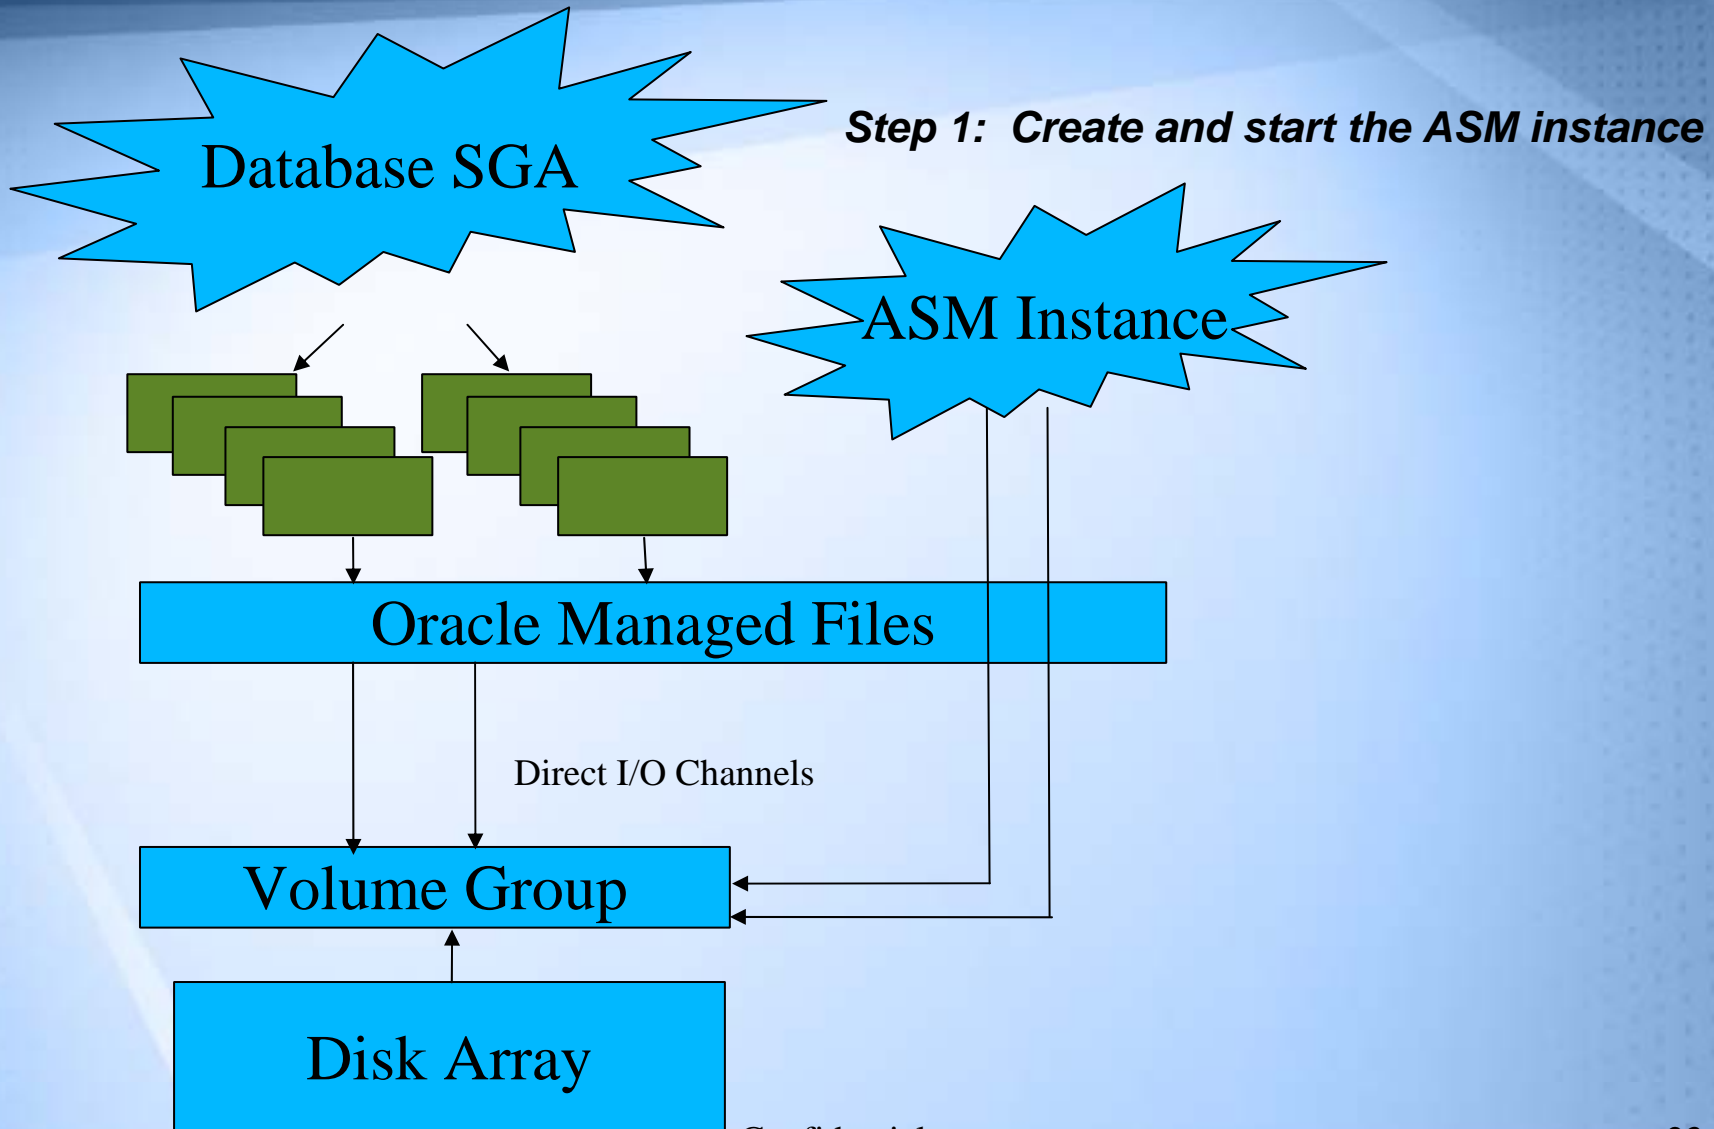 Step 1: Create and start the ASM instance
Database SGA
ASM Instance
Oracle Managed Files
Direct I/O Channels
Volume Group
Disk Array